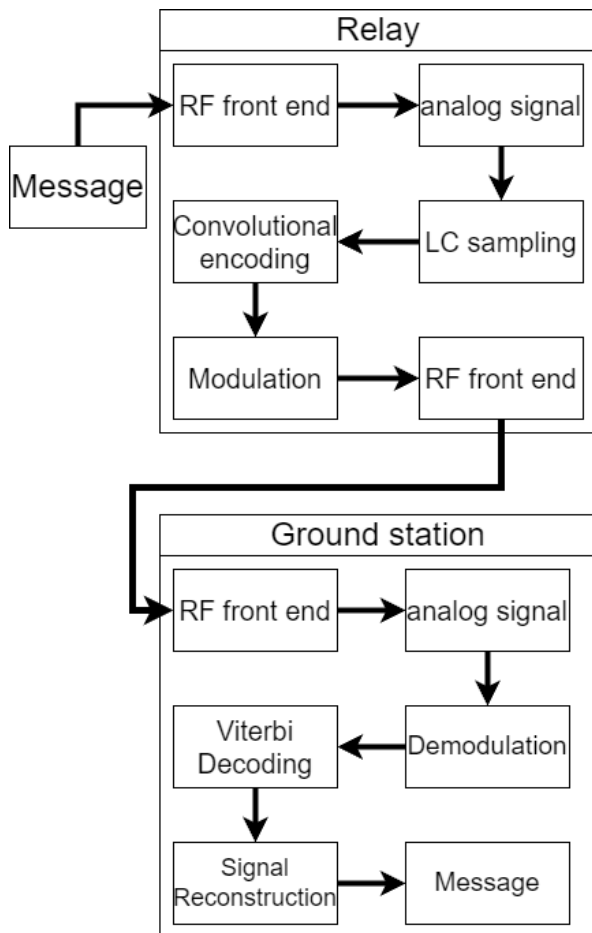 Relay
RF front end
analog signal
Message
Convolutional
encoding
LC sampling
Modulation
RF front end
Ground station
RF front end
analog signal
Viterbi
Decoding
Demodulation
Signal
Reconstruction
Message